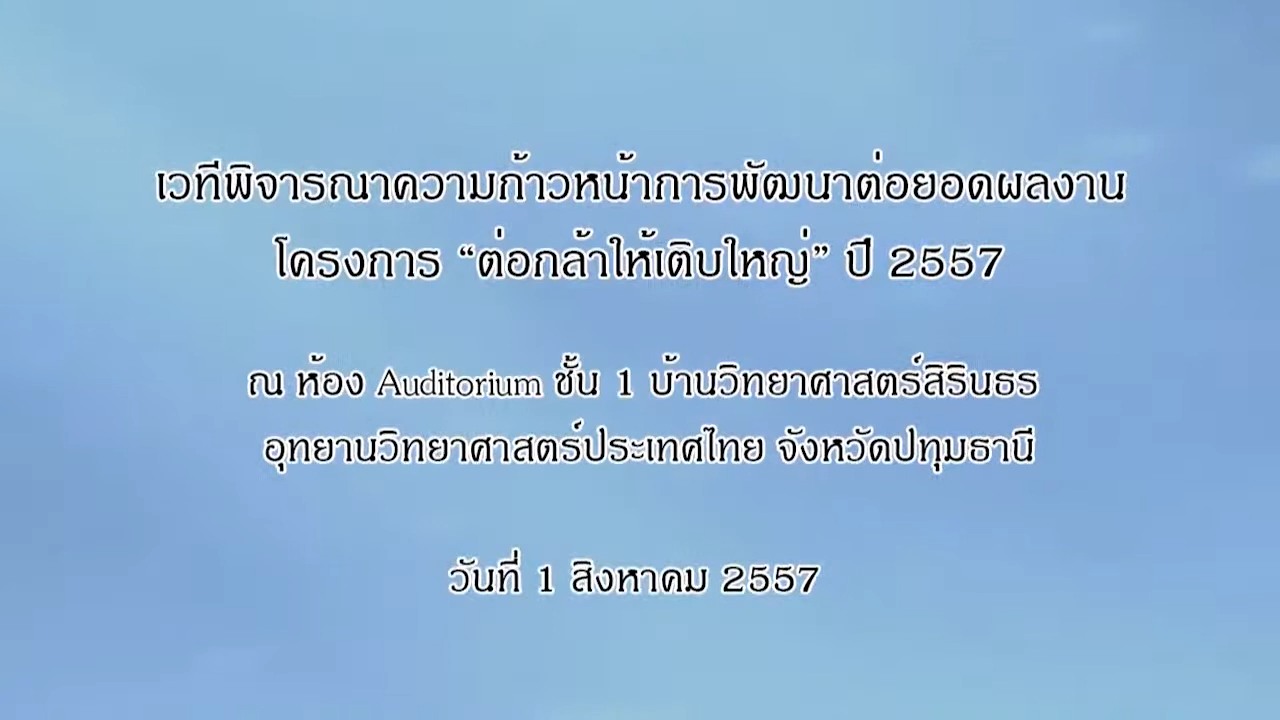 เวทีพิจารณาความก้าวหน้าการพัฒนาต่อยอดผลงาน
โครงการ “ต่อกล้าให้เติบใหญ่” ปี 2557
ณ ห้อง Auditorium ชั้น 1 บ้านวิทยาศาสตร์สิรินธร
อุทยานวิทยาศาสตร์ประเทศไทย จังหวัดปทุมธานี
วันที่ 1 สิงหาคม 2557